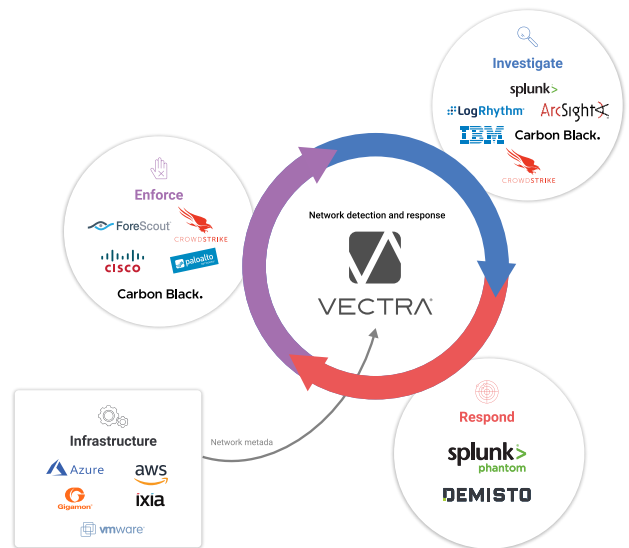 Investigate
splunk>
LogRhythm
ArcSight
IBM
Carbon Black.
CROWDSTRIKE
Enforce
ForeScout
CROWDSTRIKE
CISCO
paloalto
Carbon Black.
Network detection and response
VECTRA
Infrastructure
Azure
aws
Gigamon
ixia
vmware
Network metada
Respond
splunk>
phantom
DEMISTO